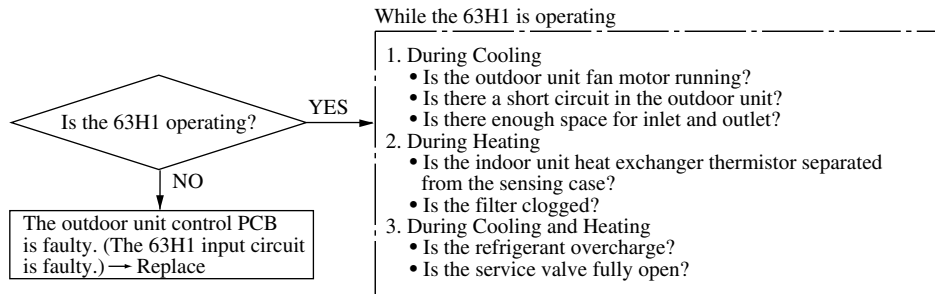 While the 63H1 is operating
Is the 63H1 operating?
YES
NO
The outdoor unit control PCB
is faulty. (The 63H1 input circuit
is faulty.) → Replace
1. During Cooling
• Is the outdoor unit fan motor running?
• Is there a short circuit in the outdoor unit?
• Is there enough space for inlet and outlet?
2. During Heating
• Is the indoor unit heat exchanger thermistor separated
from the sensing case?
• Is the filter clogged?
3. During Cooling and Heating
• Is the refrigerant overcharge?
• Is the service valve fully open?